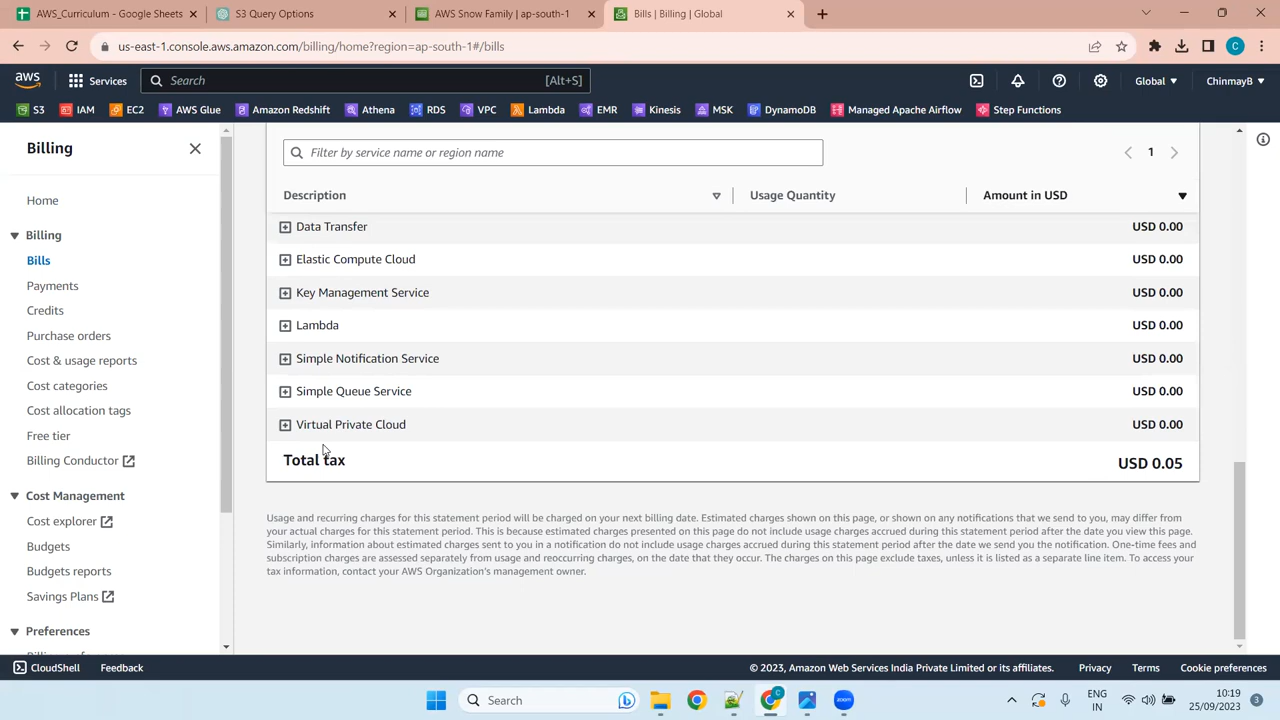 AWS_Curriculum - Google Sheets
S3 Query Options
AWS Snow Family | ap-south-1
Bills | Billing | Global
us-east-1.console.aws.amazon.com/billing/home?region=ap-south-1#/bills
C
aws
Services
Search
[Alt+S]
Global
ChinmayB
S3
IAM
EC2
AWS Glue
Amazon Redshift
Athena
RDS
VPC
Lambda
EMR
Kinesis
MSK
DynamoDB
Managed Apache Airflow
Step Functions
Billing
Home
Billing
Bills
Payments
Credits
Purchase orders
Cost & usage reports
Cost categories
Cost allocation tags
Free tier
Billing Conductor
Cost Management
Cost explorer
Budgets
Budgets reports
Savings Plans
Preferences
Filter by service name or region name
1
Description Usage Quantity Amount in USD
Data Transfer USD 0.00
Elastic Compute Cloud USD 0.00
Key Management Service USD 0.00
Lambda USD 0.00
Simple Notification Service USD 0.00
Simple Queue Service USD 0.00
Virtual Private Cloud USD 0.00
Total tax USD 0.05
Usage and recurring charges for this statement period will be charged on your next billing date. Estimated charges shown on this page, or shown on any notifications that we send to you, may differ from
your actual charges for this statement period. This is because estimated charges presented on this page do not include usage charges accrued during this statement period after the date you view this page.
Similarly, information about estimated charges sent to you in a notification do not include usage charges accrued during this statement period after the date we send you the notification. One-time fees and
subscription charges are assessed separately from usage and reoccurring charges, on the date that they occur. The charges on this page exclude taxes, unless it is listed as a separate line item. To access your
tax information, contact your AWS Organization's management owner.
CloudShell
Feedback
© 2023, Amazon Web Services India Private Limited or its affiliates.
Privacy
Terms
Cookie preferences
Search
C
ENG
IN
10:19
25/09/2023
3